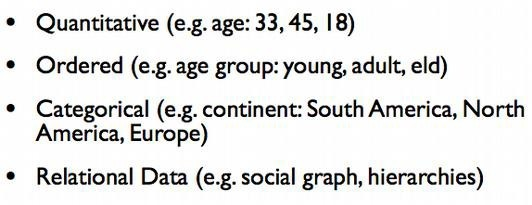 • Quantitative (e.g. age: 33, 45, 18)
• Ordered (e.g. age group: young, adult, eld)
• Categorical (e.g. continent: South America, North
America, Europe)
• Relational Data (e.g. social graph, hierarchies)